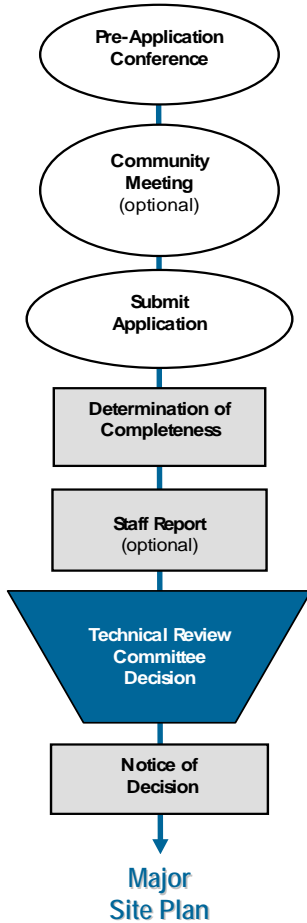 Pre-Application
Conference
Community
Meeting
(optional)
Submit
Application
Determination of
Completeness
Staff Report
(optional)
Technical Review
Committee
Decision
Notice of
Decision
Major
Site Plan